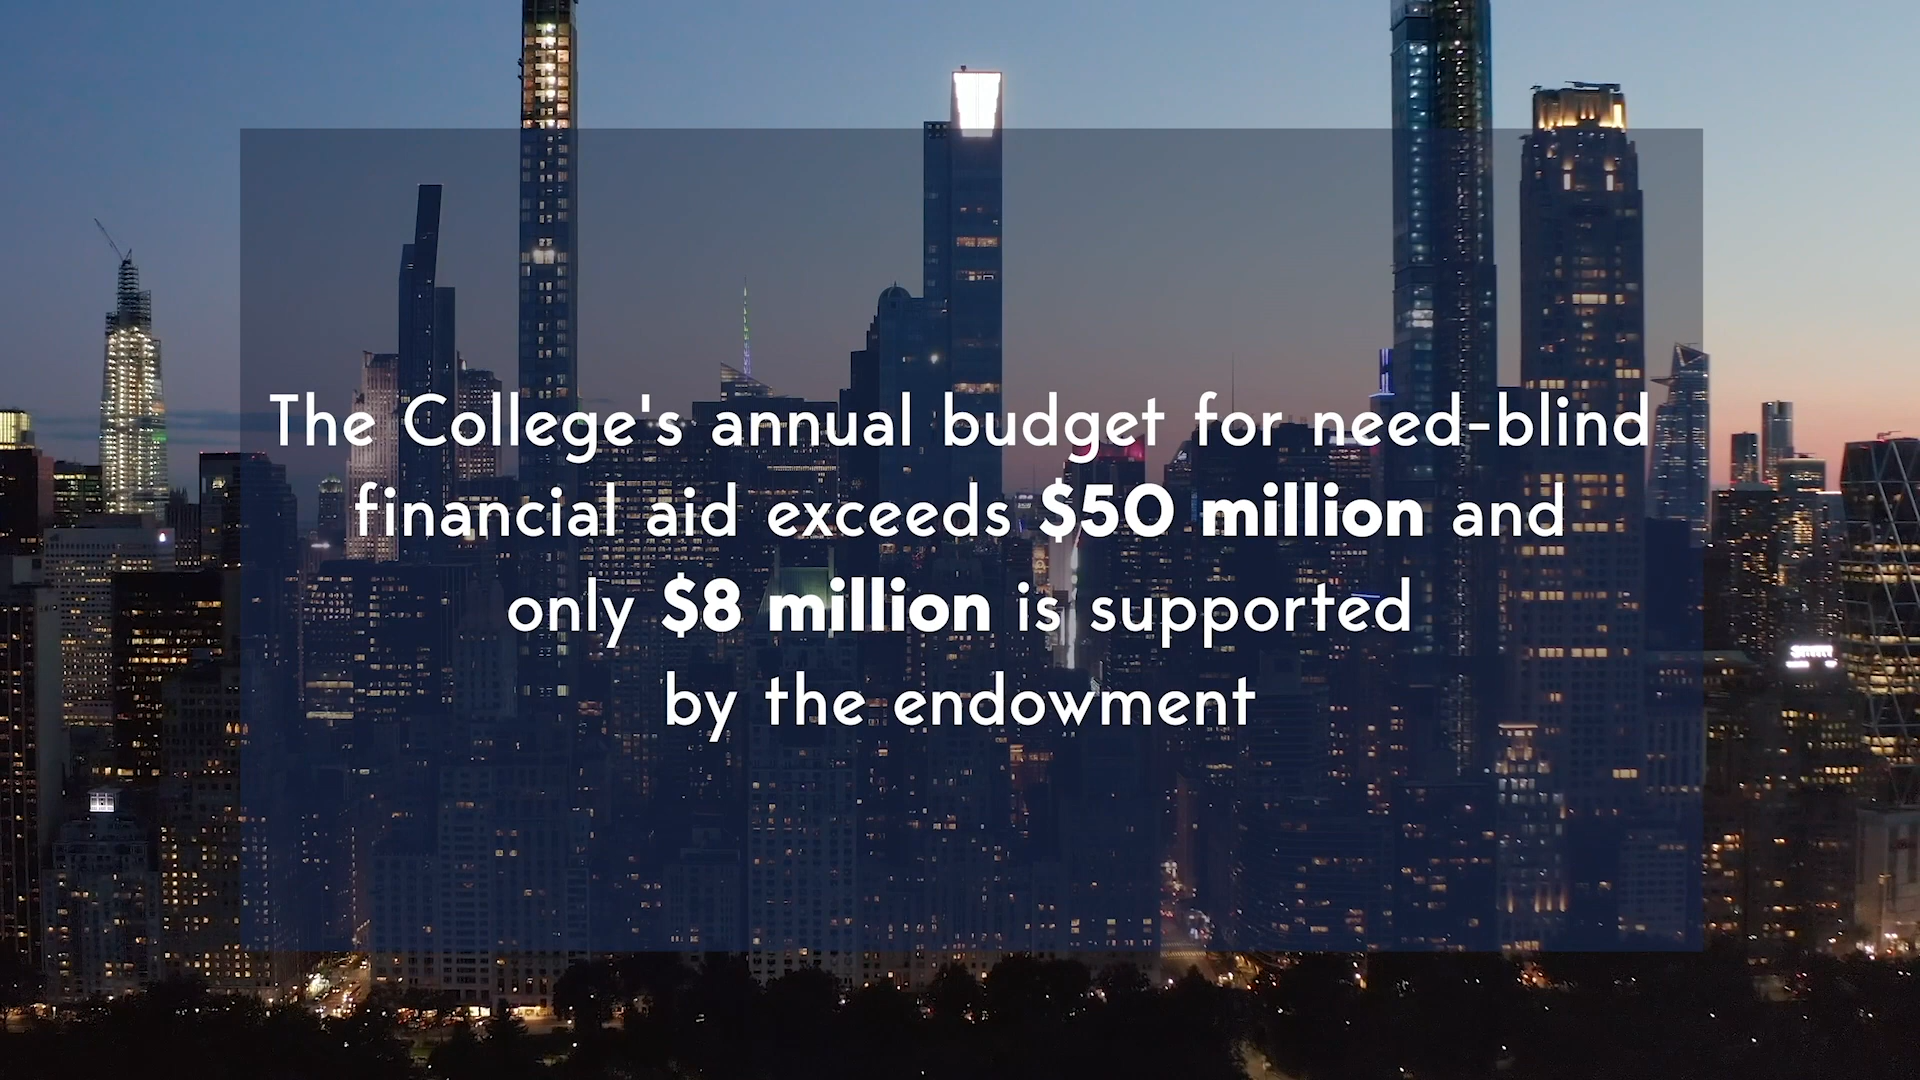 The College's annual budget for need-blind
financial aid exceeds $50 million and
only $8 million is supported
by the endowment